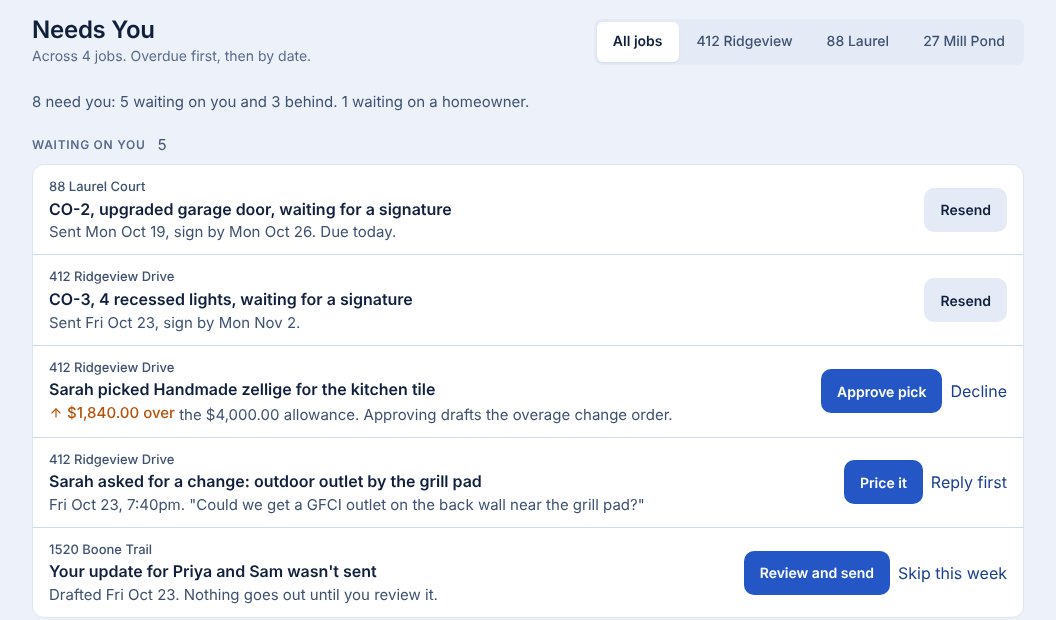 Needs You
Across 4 jobs. Overdue first, then by date.
All jobs
412 Ridgeview
88 Laurel
27 Mill Pond
8 need you: 5 waiting on you and 3 behind. 1 waiting on a homeowner.
WAITING ON YOU 5
88 Laurel Court
CO-2, upgraded garage door, waiting for a signature
Sent Mon Oct 19, sign by Mon Oct 26. Due today.
Resend
412 Ridgeview Drive
CO-3, 4 recessed lights, waiting for a signature
Sent Fri Oct 23, sign by Mon Nov 2.
Resend
412 Ridgeview Drive
Sarah picked Handmade zellige for the kitchen tile
↑ $1,840.00 over the $4,000.00 allowance. Approving drafts the overage change order.
Approve pick
Decline
412 Ridgeview Drive
Sarah asked for a change: outdoor outlet by the grill pad
Fri Oct 23, 7:40pm. "Could we get a GFCI outlet on the back wall near the grill pad?"
Price it
Reply first
1520 Boone Trail
Your update for Priya and Sam wasn't sent
Drafted Fri Oct 23. Nothing goes out until you review it.
Review and send
Skip this week